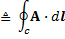 ≜ ∮_c A · dl